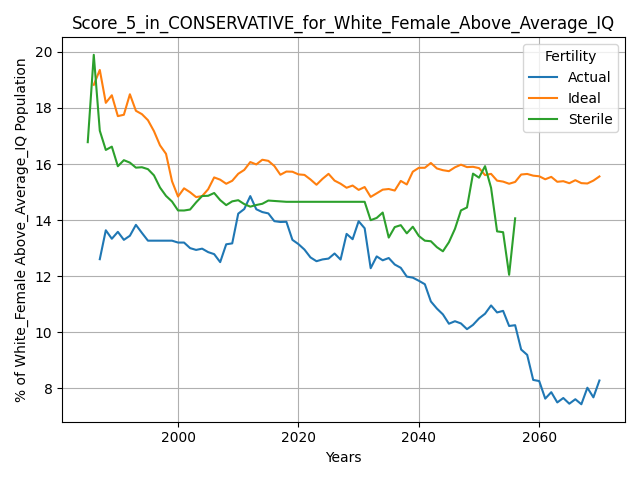 Score_5_in_CONSERVATIVE_for_White_Female_Above_Average_IQ
% of White_Female Above_Average_IQ Population
20
18
16
14
12
10
8
Fertility
Actual
Ideal
Sterile
2000
2020
2040
2060
Years